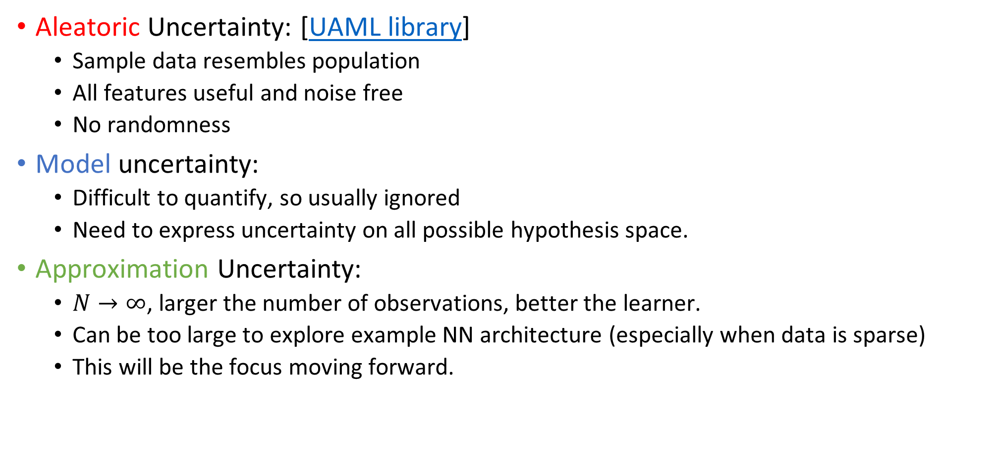 • Aleatoric Uncertainty: [UAML library]
• Sample data resembles population
• All features useful and noise free
• No randomness
• Model uncertainty:
• Difficult to quantify, so usually ignored
• Need to express uncertainty on all possible hypothesis space.
• Approximation Uncertainty:
• N → ∞, larger the number of observations, better the learner.
• Can be too large to explore example NN architecture (especially when data is sparse)
• This will be the focus moving forward.